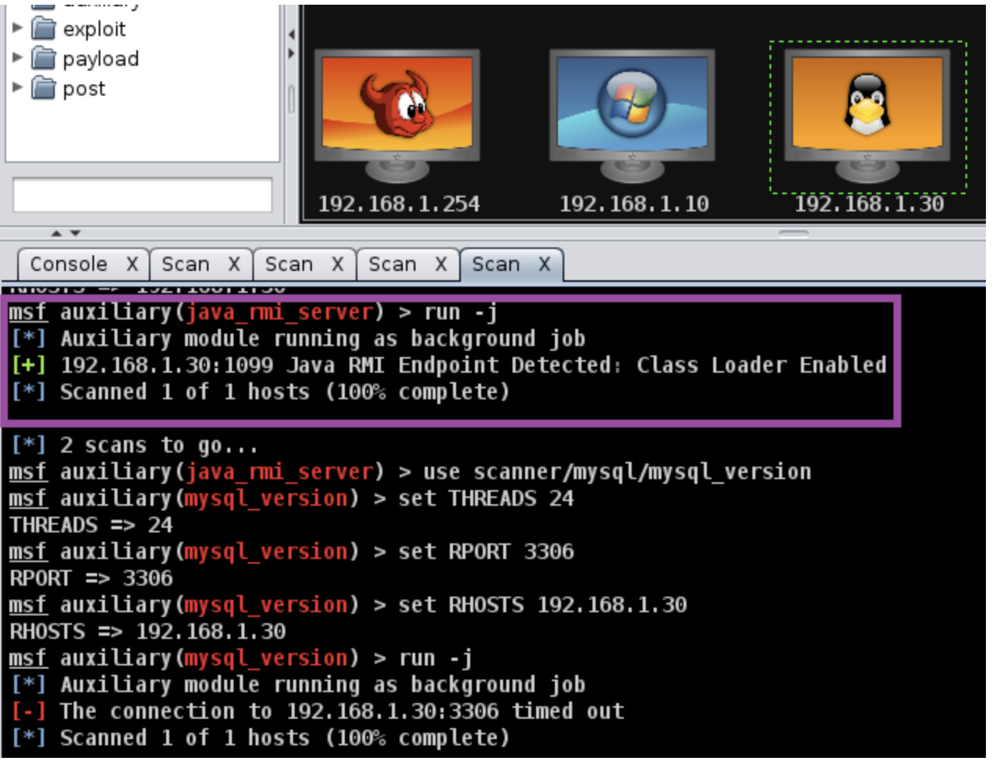 exploit
payload
post
192.168.1.254
192.168.1.10
192.168.1.30
Console X Scan X Scan X Scan X Scan X
RHOSTS => 192.168.1.30
msf auxiliary(java_rmi_server) > run -j
[*] Auxiliary module running as background job
[+] 192.168.1.30:1099 Java RMI Endpoint Detected: Class Loader Enabled
[*] Scanned 1 of 1 hosts (100% complete)
[*] 2 scans to go...
msf auxiliary(java_rmi_server) > use scanner/mysql/mysql_version
msf auxiliary(mysql_version) > set THREADS 24
THREADS => 24
msf auxiliary(mysql_version) > set RPORT 3306
RPORT => 3306
msf auxiliary(mysql_version) > set RHOSTS 192.168.1.30
RHOSTS => 192.168.1.30
msf auxiliary(mysql_version) > run -j
[*] Auxiliary module running as background job
[-] The connection to 192.168.1.30:3306 timed out
[*] Scanned 1 of 1 hosts (100% complete)